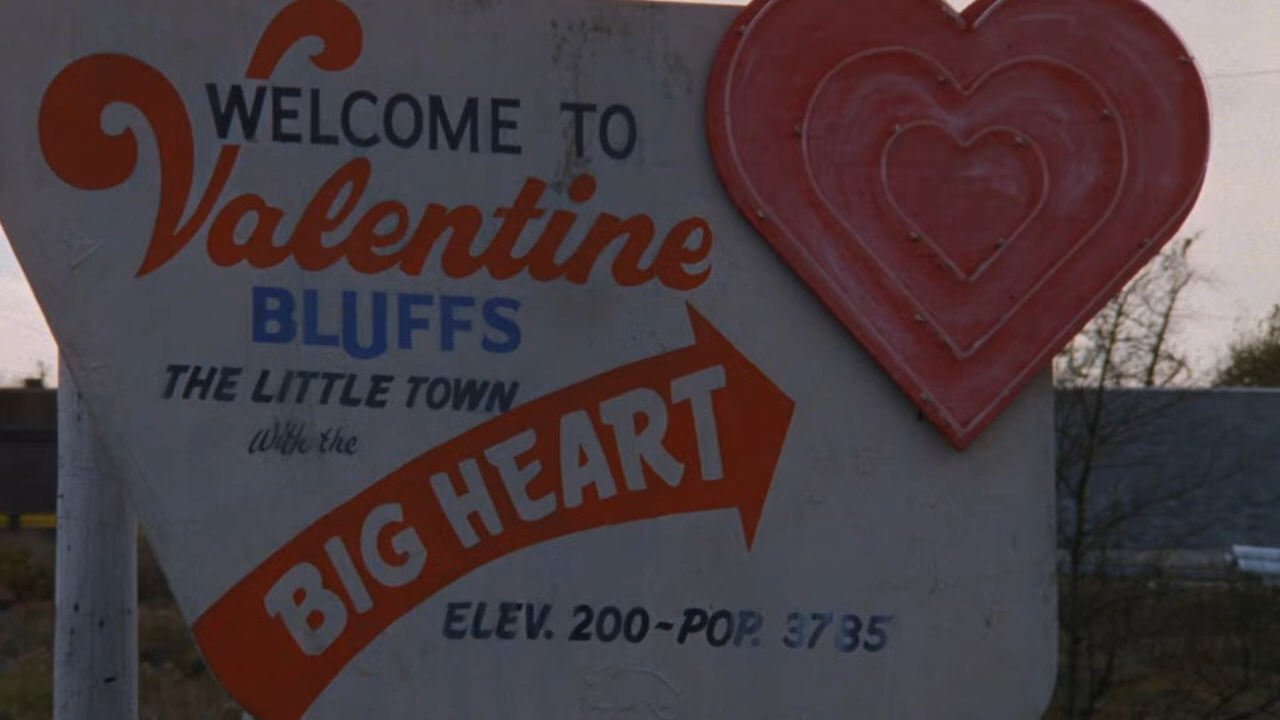 WELCOME TO
Valentine
BLUFFS
THE LITTLE TOWN
With the
BIG HEART
ELEV. 200~POP. 3785